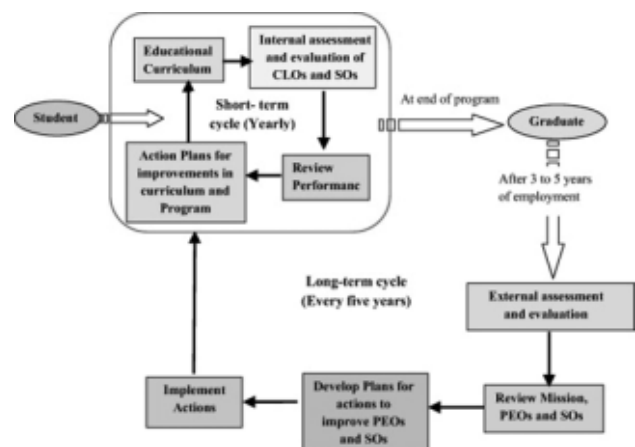 Educational
Curriculum
Internal assessment
and evaluation of
CLOs and SOs
Student
Short- term
cycle (Yearly)
At end of program
Graduate
Action Plans for
improvements in
curriculum and
Program
Review
Performanc
After 3 to 5 years
of employment
Long-term cycle
(Every five years)
External assessment
and evaluation
Implement
Actions
Develop Plans for
actions to
improve PEOs
and SOs
Review Mission,
PEOs and SOs